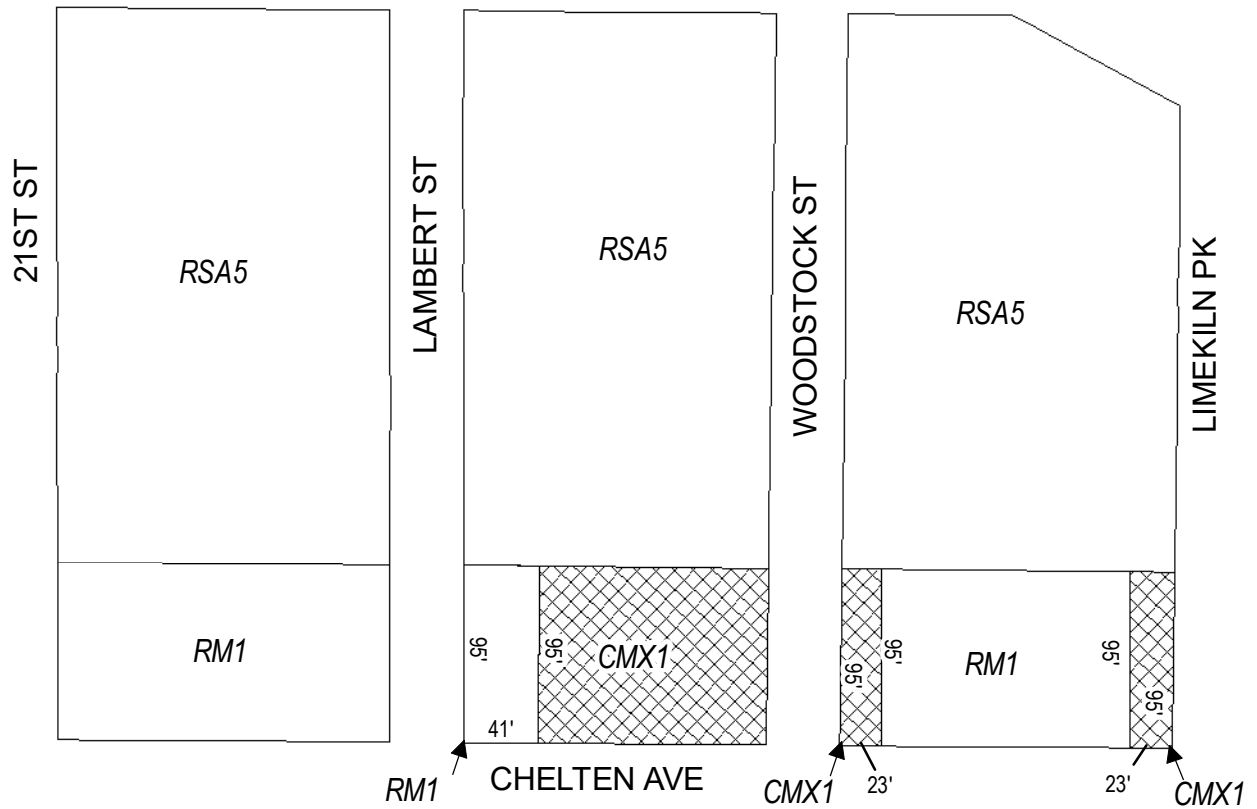 21ST ST
RSA5
LAMBERT ST
RSA5
WOODSTOCK ST
RSA5
LIMEKILN PK
RM1
95'
95'
CMX1
41'
95'
95'
RM1
95'
95'
RM1
CHELTEN AVE
CMX1
23'
23'
CMX1